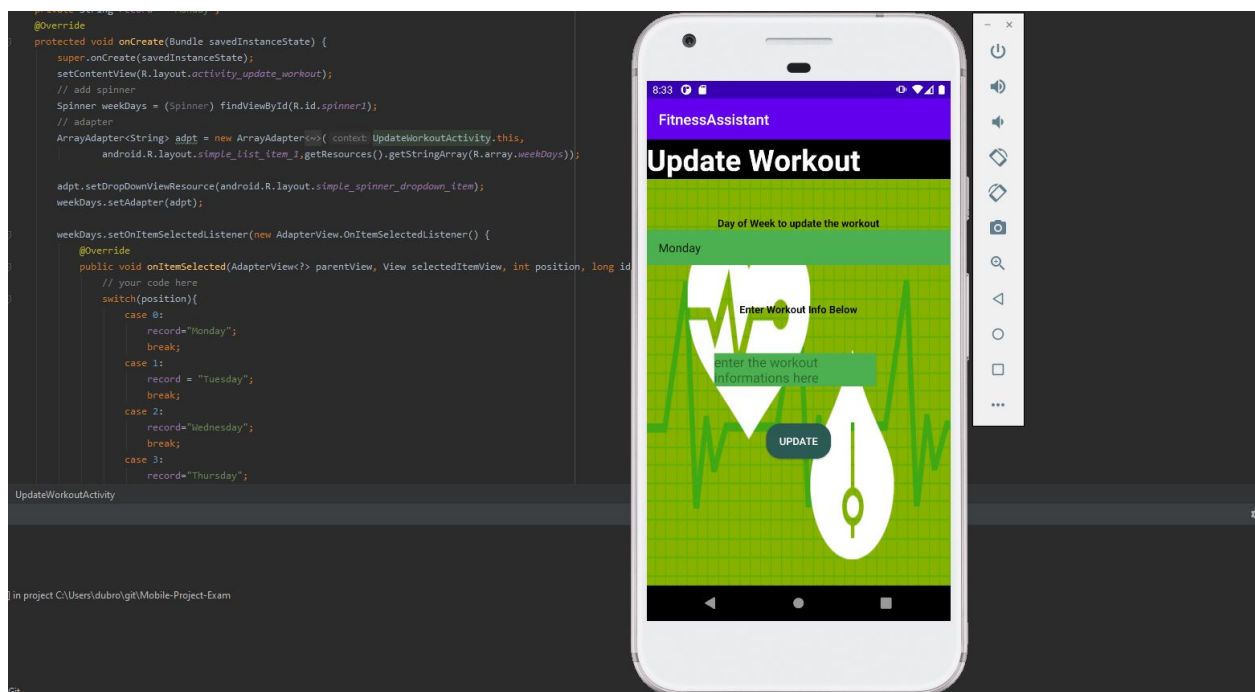 private String record = "Monday";
@Override
protected void onCreate(Bundle savedInstanceState) {
super.onCreate(savedInstanceState);
setContentView(R.layout.activity_update_workout);
// add spinner
Spinner weekDays = (Spinner) findViewById(R.id.spinner1);
// adapter
ArrayAdapter<String> adpt = new ArrayAdapter<~>( context: UpdateWorkoutActivity.this,
android.R.layout.simple_list_item_1,getResources().getStringArray(R.array.weekDays));
adpt.setDropDownViewResource(android.R.layout.simple_spinner_dropdown_item);
weekDays.setAdapter(adpt);
weekDays.setOnItemSelectedListener(new AdapterView.OnItemSelectedListener() {
@Override
public void onItemSelected(AdapterView<?> parentView, View selectedItemView, int position, long id
// your code here
switch(position){
case 0:
record="Monday";
break;
case 1:
record = "Tuesday";
break;
case 2:
record="Wednesday";
break;
case 3:
record="Thursday";
UpdateWorkoutActivity
] in project C:\Users\dubro\git\Mobile-Project-Exam
Git
8:33
FitnessAssistant
Update Workout
Day of Week to update the workout
Monday
Enter Workout Info Below
enter the workout
informations here
UPDATE